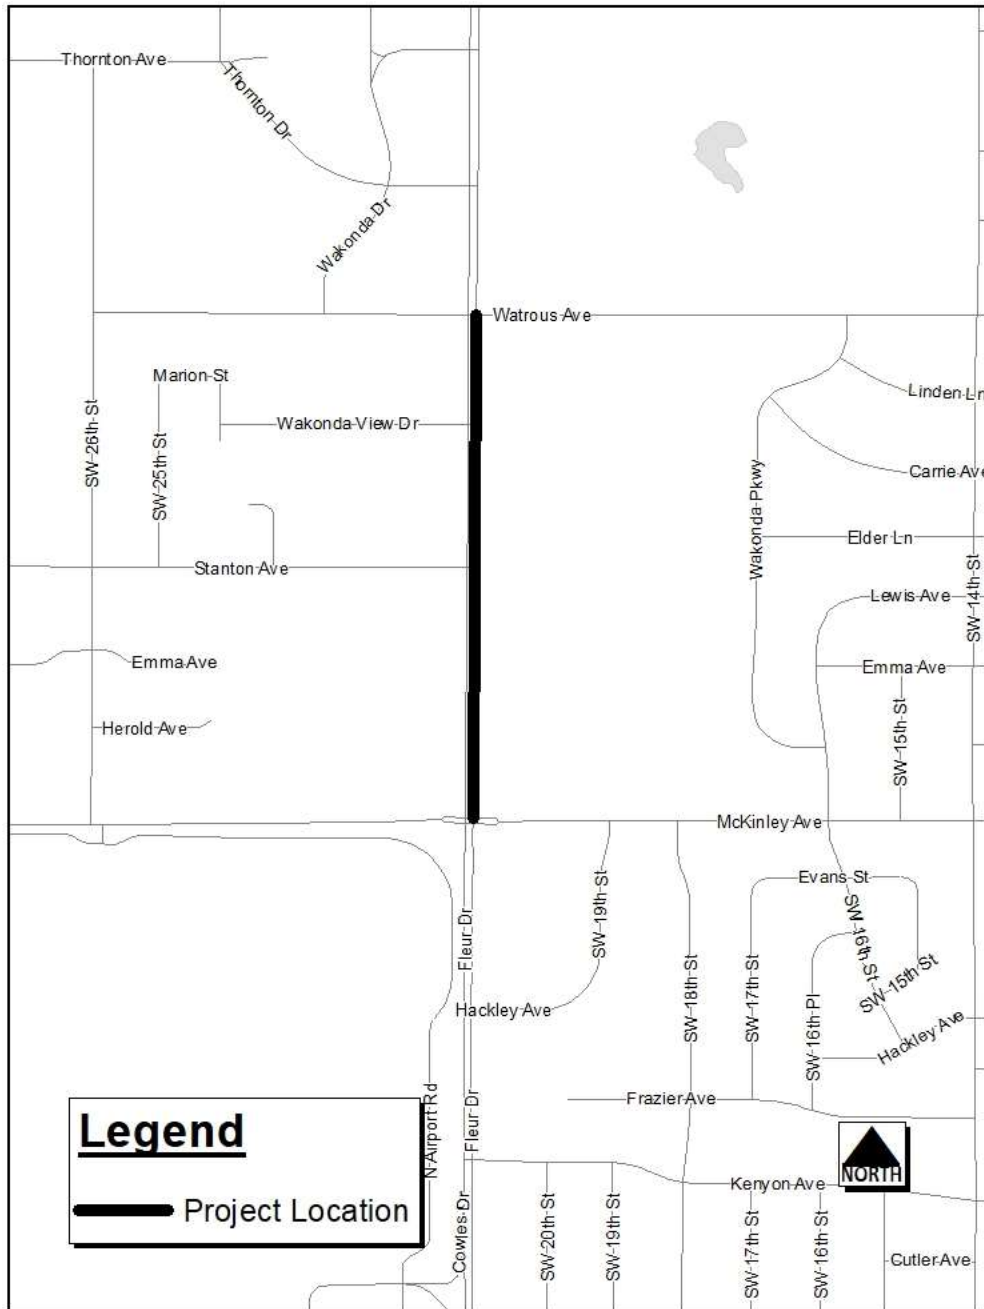 Thornton Ave
Thornton Dr
Wakonda Dr
Watrous Ave
Marion St
Linden Ln
Wakonda View Dr
SW 26th St
SW 25th St
Carrie Ave
Wakonda Pkwy
Elder Ln
Stanton Ave
SW 14th St
Lewis Ave
Emma Ave
Emma Ave
Herold Ave
SW 15th St
McKinley Ave
Evans St
SW 19th St
Fleur Dr
SW 16th St
SW 15th St
SW 18th St
SW 17th St
SW 16th Pl
Hackley Ave
Hackley Ave
Frazier Ave
N Airport Rd
Fleur Dr
Legend
Project Location
NORTH
Kenyon Ave
Cowles Dr
SW 20th St
SW 19th St
SW 17th St
SW 16th St
Cutler Ave